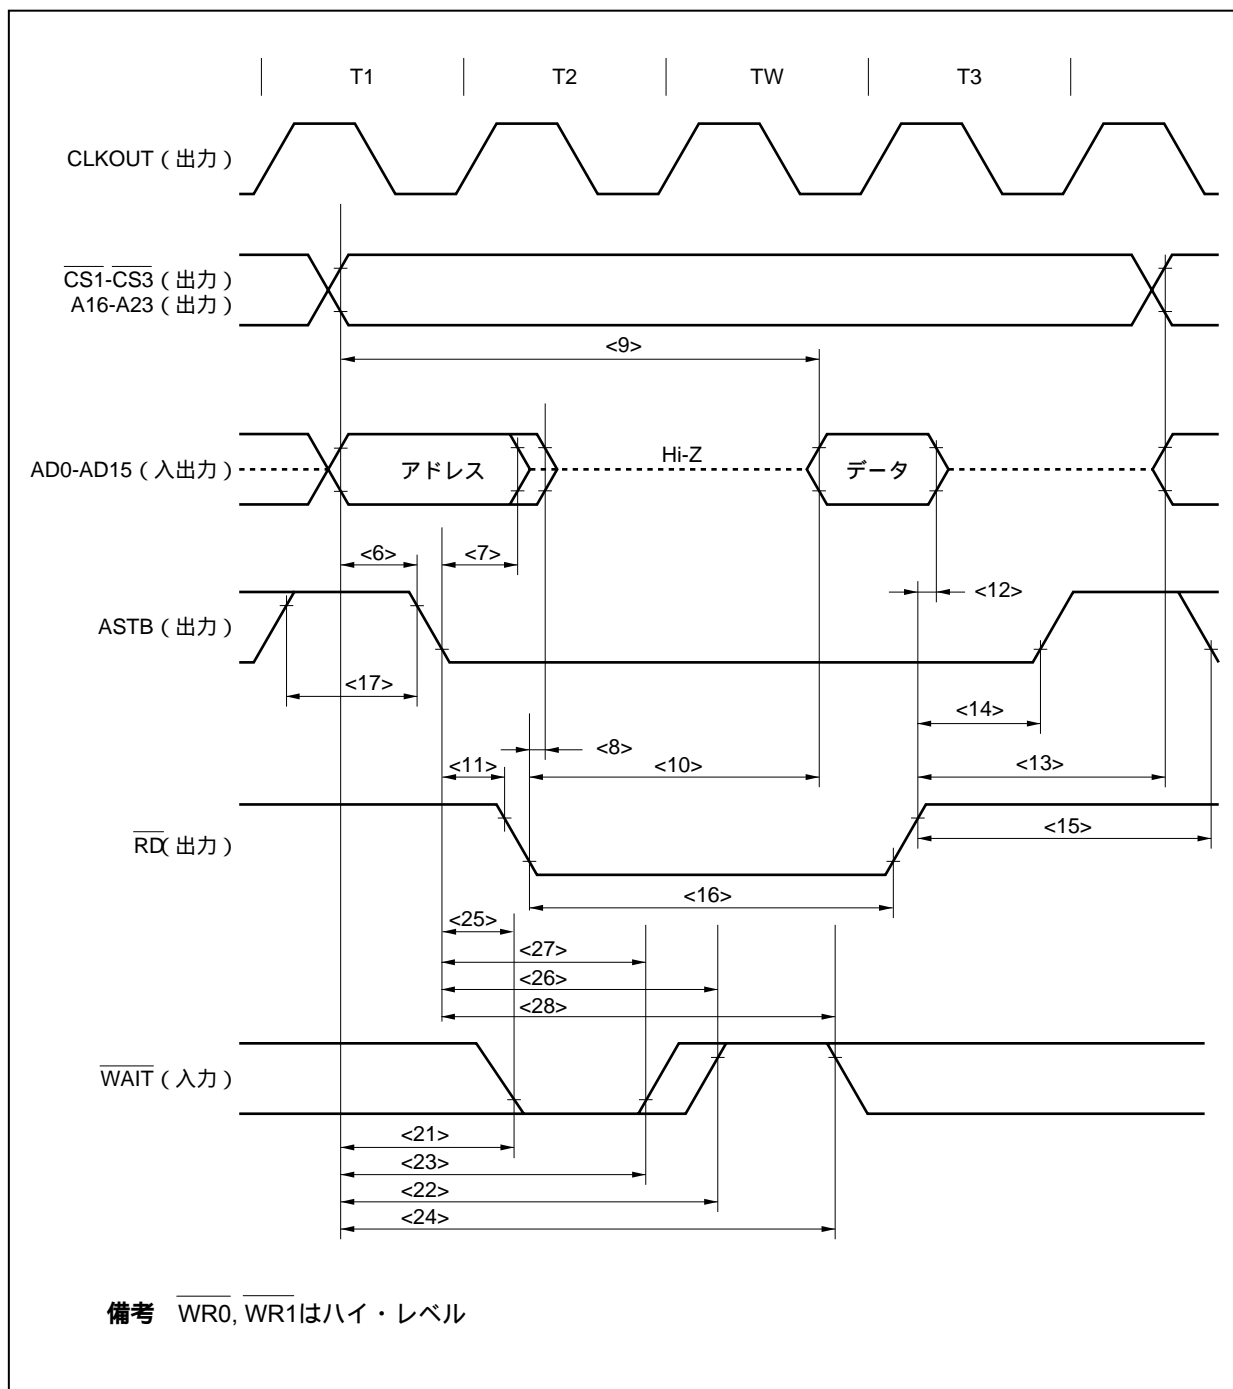 T1 T2 TW T3
CLKOUT（出力）
CS1-CS3（出力）
A16-A23（出力）
<9>
AD0-AD15（入出力）
アドレス
Hi-Z
データ
<6>
<7>
<12>
ASTB（出力）
<17>
<14>
<8>
<11>
<10>
<13>
RD（出力）
<15>
<16>
<25>
<27>
<26>
<28>
WAIT（入力）
<21>
<23>
<22>
<24>
備考 WR0, WR1はハイ・レベル